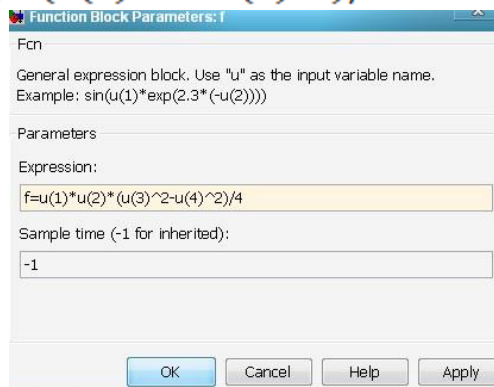 Function Block Parameters: f
Fcn
General expression block. Use "u" as the input variable name.
Example: sin(u(1)*exp(2.3*(-u(2))))
Parameters
Expression:
f=u(1)*u(2)*(u(3)^2-u(4)^2)/4
Sample time (-1 for inherited):
-1
OK Cancel Help Apply